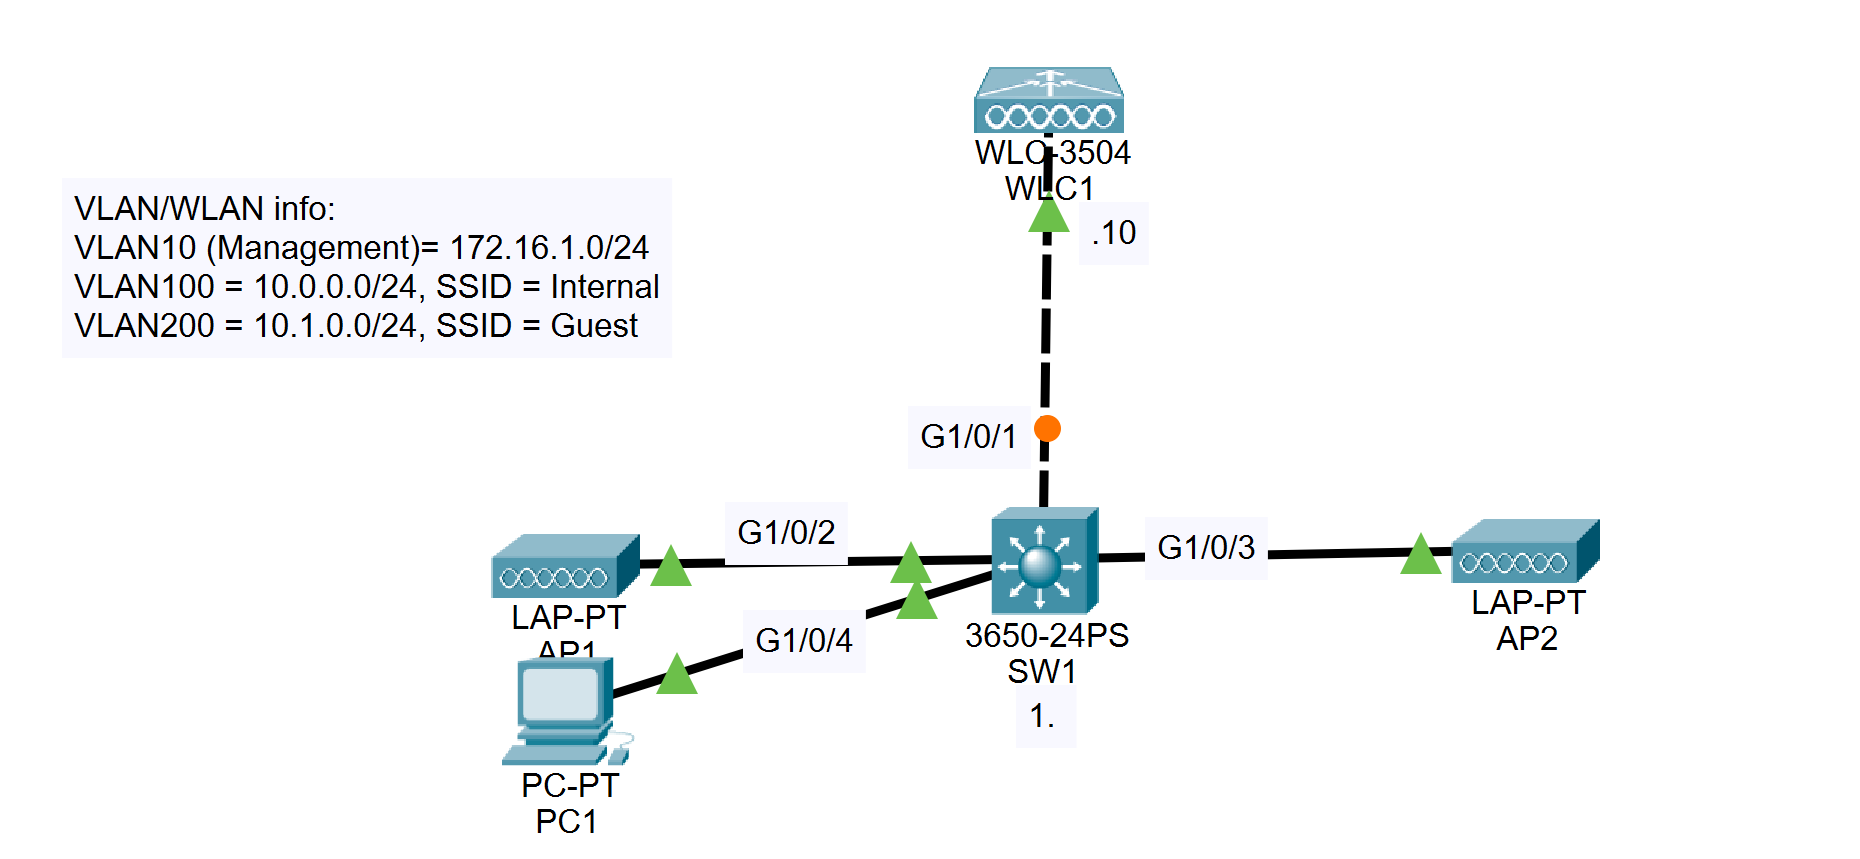 WLC-3504
WLC1
.10
VLAN/WLAN info:
VLAN10 (Management)= 172.16.1.0/24
VLAN100 = 10.0.0.0/24, SSID = Internal
VLAN200 = 10.1.0.0/24, SSID = Guest
G1/0/1
G1/0/2
G1/0/3
LAP-PT
AP1
G1/0/4
3650-24PS
SW1
1.
LAP-PT
AP2
PC-PT
PC1